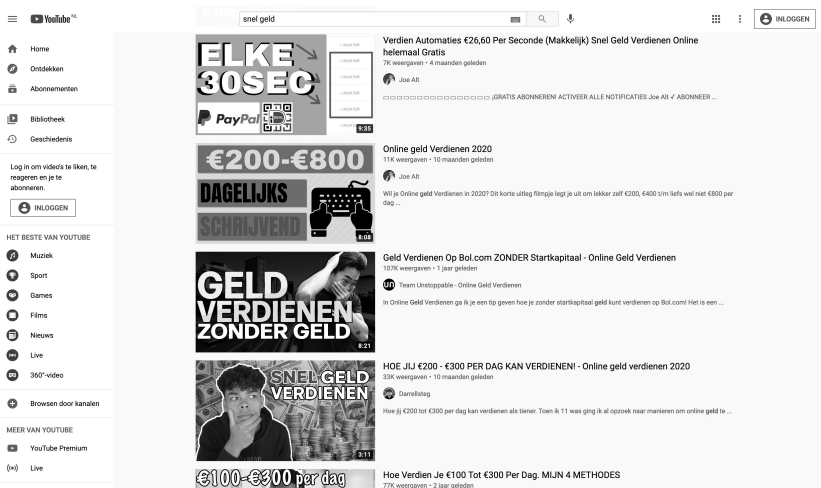 YouTube NL
snel geld
INLOGGEN
Home
Ontdekken
Abonnementen
Bibliotheek
Geschiedenis
Log in om video's te liken, te
reageren en je te
abonneren.
INLOGGEN
HET BESTE VAN YOUTUBE
Muziek
Sport
Games
Films
Nieuws
Live
360°-video
Browsen door kanalen
MEER VAN YOUTUBE
YouTube Premium
Live
ELKE
30SEC
PayPal
9:35
Verdien Automaties €26,60 Per Seconde (Makkelijk) Snel Geld Verdienen Online
helemaal Gratis
7K weergaven • 4 maanden geleden
Joe Alt
¡GRATIS ABONNEREN! ACTIVEER ALLE NOTIFICATIES Joe Alt ✓ ABONNEER ...
€200-€800
DAGELIJKS
SCHRIJVEND
8:08
Online geld Verdienen 2020
11K weergaven • 10 maanden geleden
Joe Alt
Wil je Online geld Verdienen in 2020? Dit korte uitleg filmpje legt je uit om lekker zelf €200, €400 t/m liefs wel niet €800 per
dag ...
GELD
VERDIENEN
ZONDER GELD
8:21
Geld Verdienen Op Bol.com ZONDER Startkapitaal - Online Geld Verdienen
107K weergaven • 1 jaar geleden
un
Team Unstoppable - Online Geld Verdienen
In Online Geld Verdienen ga ik je een tip geven hoe je zonder startkapitaal geld kunt verdienen op Bol.com! Het is een ...
SNEL GELD
VERDIENEN
3:11
HOE JIJ €200 - €300 PER DAG KAN VERDIENEN! - Online geld verdienen 2020
33K weergaven • 10 maanden geleden
Darrellsteg
Hoe jij €200 tot €300 per dag kan verdienen als tiener. Toen ik 11 was ging ik al opzoek naar manieren om online geld te ...
€100-€300 per dag
Hoe Verdien Je €100 Tot €300 Per Dag. MIJN 4 METHODES
77K weergaven • 2 jaar geleden